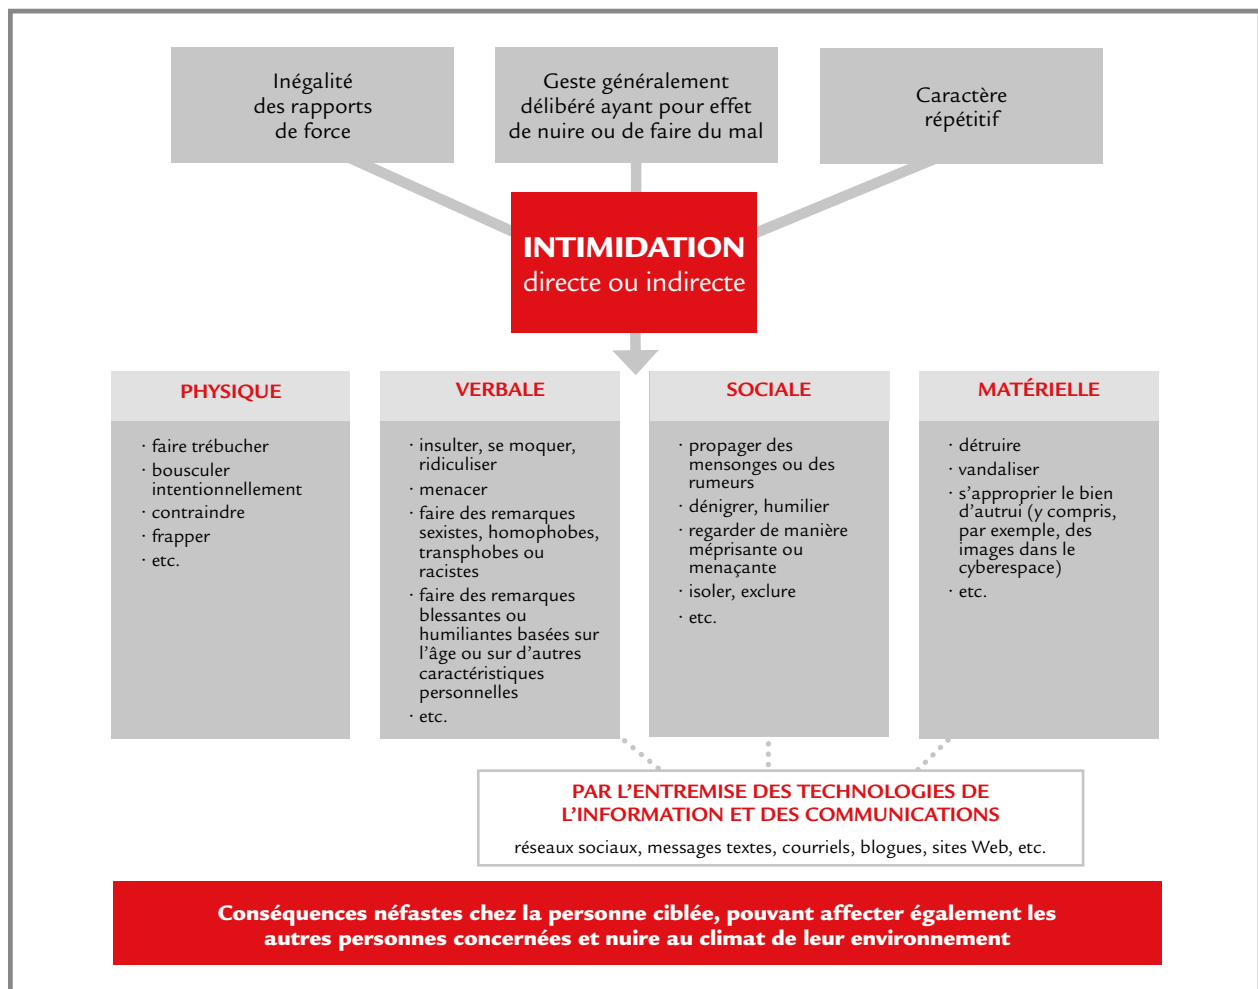 Inégalité
des rapports
de force
Geste généralement
délibéré ayant pour effet
de nuire ou de faire du mal
Caractère
répétitif
INTIMIDATION
directe ou indirecte
PHYSIQUE
· faire trébucher
· bousculer
intentionnellement
· contraindre
· frapper
· etc.
VERBALE
· insulter, se moquer,
ridiculiser
· menacer
· faire des remarques
sexistes, homophobes,
transphobes ou
racistes
· faire des remarques
blessantes ou
humiliantes basées sur
l’âge ou sur d’autres
caractéristiques
personnelles
· etc.
SOCIALE
· propager des
mensonges ou des
rumeurs
· dénigrer, humilier
· regarder de manière
méprisante ou
menaçante
· isoler, exclure
· etc.
MATÉRIELLE
· détruire
· vandaliser
· s’approprier le bien
d’autrui (y compris,
par exemple, des
images dans le
cyberespace)
· etc.
PAR L’ENTREMISE DES TECHNOLOGIES DE
L’INFORMATION ET DES COMMUNICATIONS
réseaux sociaux, messages textes, courriels, blogues, sites Web, etc.
Conséquences néfastes chez la personne ciblée, pouvant affecter également les
autres personnes concernées et nuire au climat de leur environnement